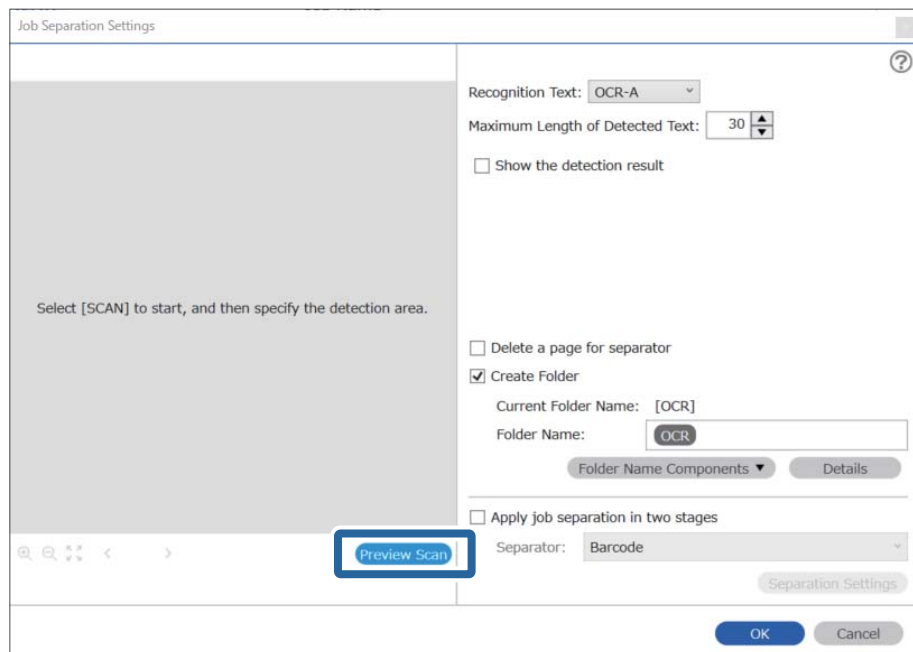 Job Separation Settings
?
Recognition Text: OCR-A
Maximum Length of Detected Text: 30
Show the detection result
Select [SCAN] to start, and then specify the detection area.
Delete a page for separator
Create Folder
Current Folder Name: [OCR]
Folder Name: OCR
Folder Name Components ▼ Details
Apply job separation in two stages
Preview Scan
Separator: Barcode
Separation Settings
OK Cancel